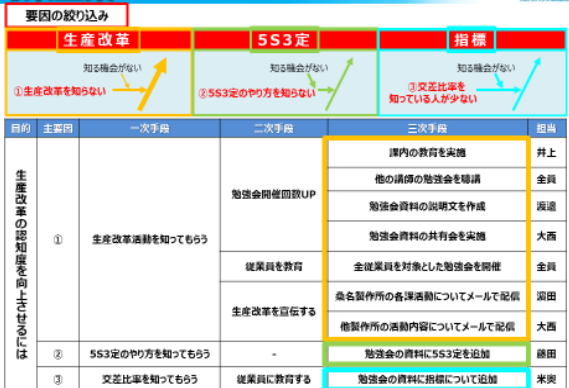 要因の絞り込み
生産改革
5S3定
指標
知る機会がない
知る機会がない
知る機会がない
①生産改革を知らない
②5S3定のやり方を知らない
③交差比率を
知っている人が少ない
目的 主要因 一次手段 二次手段 三次手段 担当
生産改革の認知度を向上させるには
① 生産改革活動を知ってもらう
勉強会開催回数UP
課内の教育を実施 井上
他の講師の勉強会を聴講 全員
勉強会資料の説明文を作成 渡邉
勉強会資料の共有会を実施 大西
従業員を教育 全従業員を対象とした勉強会を開催 全員
生産改革を宣伝する
桑名製作所の各課活動についてメールで配信 濵田
他製作所の活動内容についてメールで配信 大西
② 5S3定のやり方を知ってもらう - 勉強会の資料に5S3定を追加 藤田
③ 交差比率を知ってもらう 従業員に教育する 勉強会の資料に指標について追加 米奥